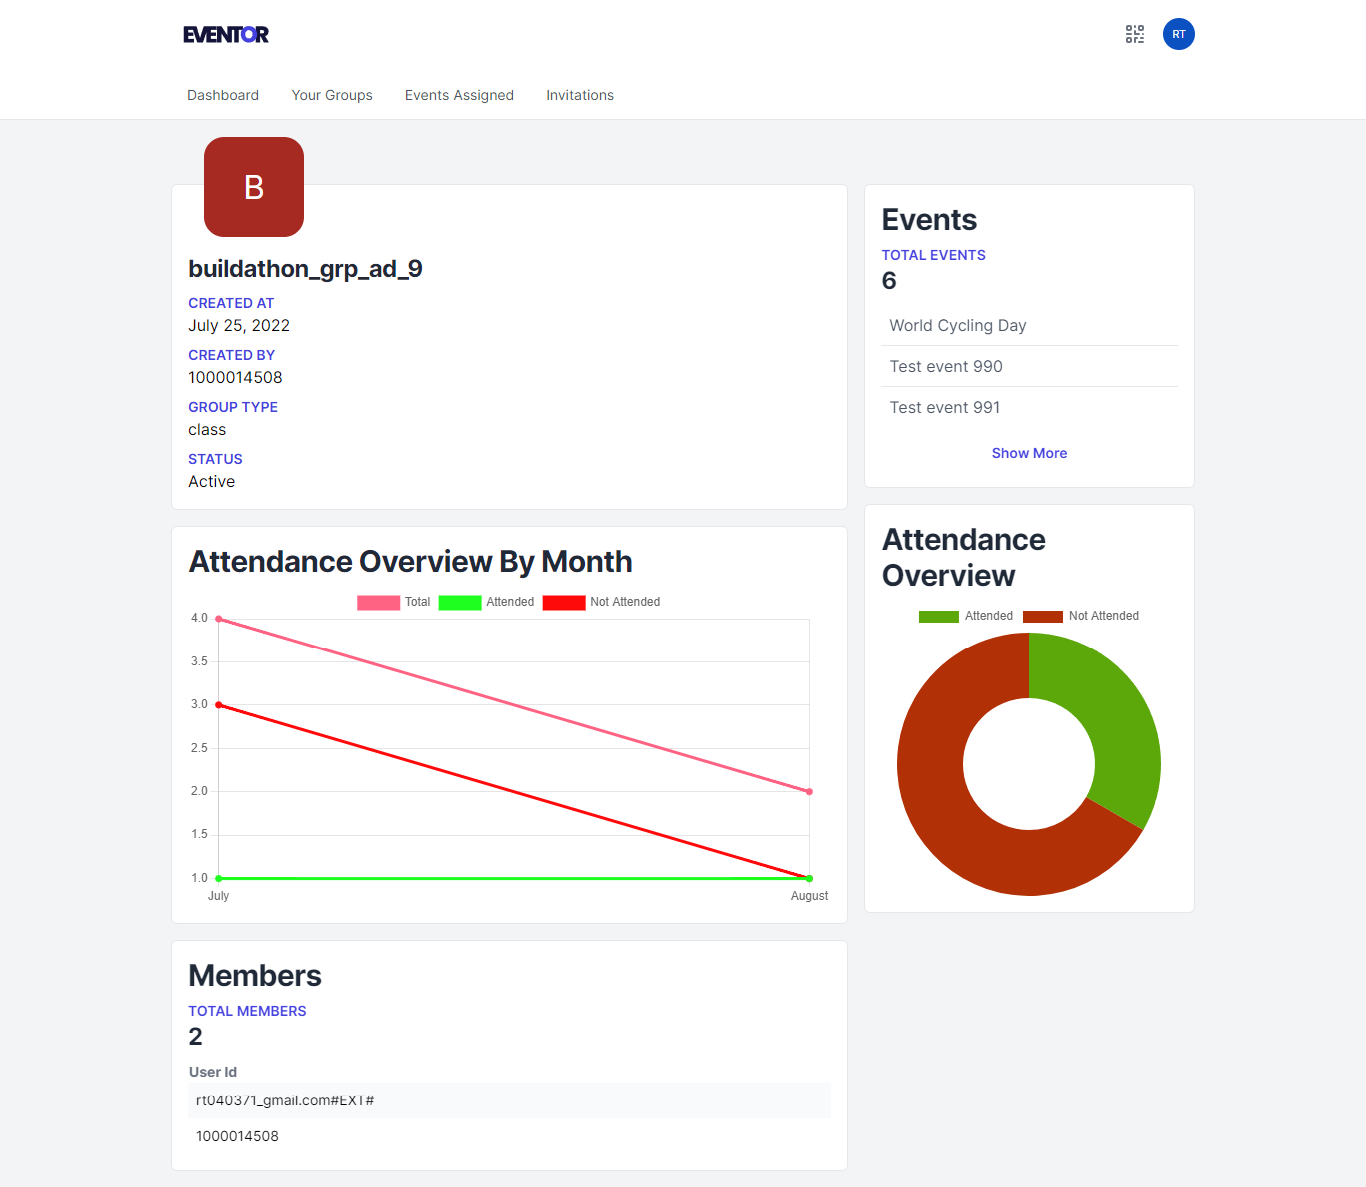 EVENTOR
RT
Dashboard
Your Groups
Events Assigned
Invitations
B
buildathon_grp_ad_9
CREATED AT
July 25, 2022
CREATED BY
1000014508
GROUP TYPE
class
STATUS
Active
Events
TOTAL EVENTS
6
World Cycling Day
Test event 990
Test event 991
Show More
Attendance Overview By Month
Total
Attended
Not Attended
4.0
3.5
3.0
2.5
2.0
1.5
1.0
July
August
Attendance
Overview
Attended
Not Attended
Members
TOTAL MEMBERS
2
User Id
rt040371_gmail.com#EXT#
1000014508